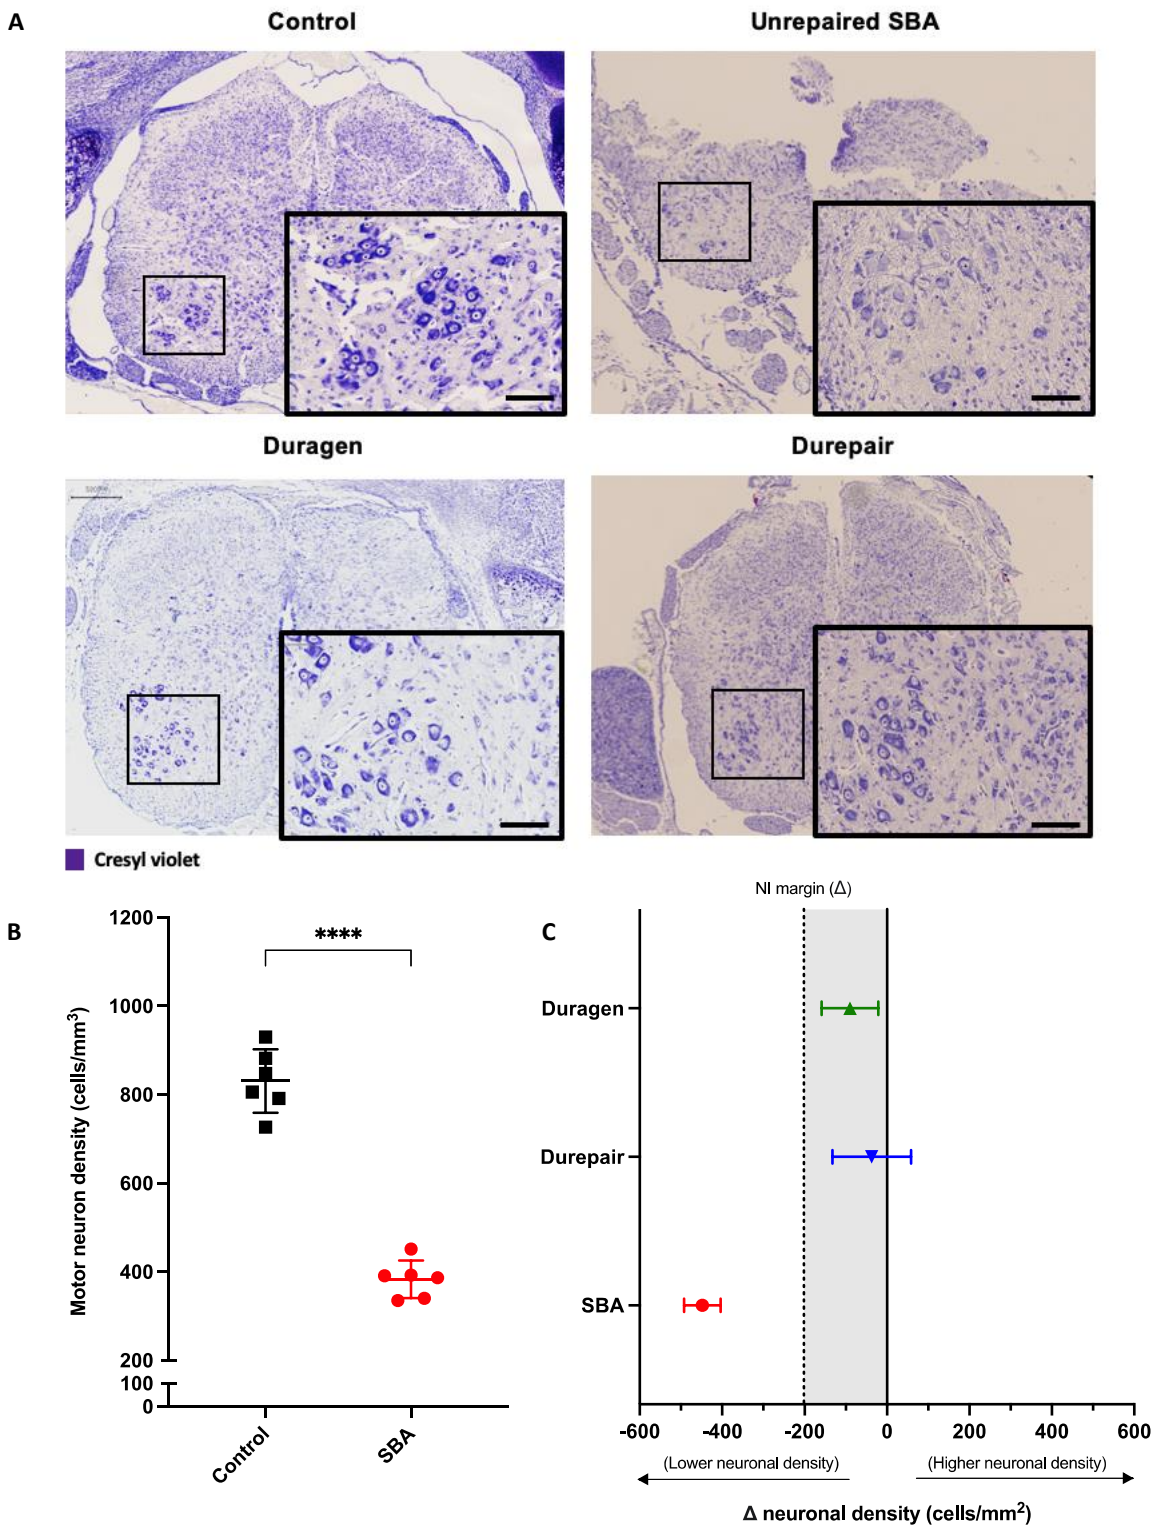 A
Control
Unrepaired SBA
Duragen
Durepair
Cresyl violet
B
Motor neuron density (cells/mm³)
1200
1000
800
600
400
200
100
0
****
Control
SBA
C
NI margin (Δ)
Duragen
Durepair
SBA
-600 -400 -200 0 200 400 600
(Lower neuronal density) (Higher neuronal density)
Δ neuronal density (cells/mm²)